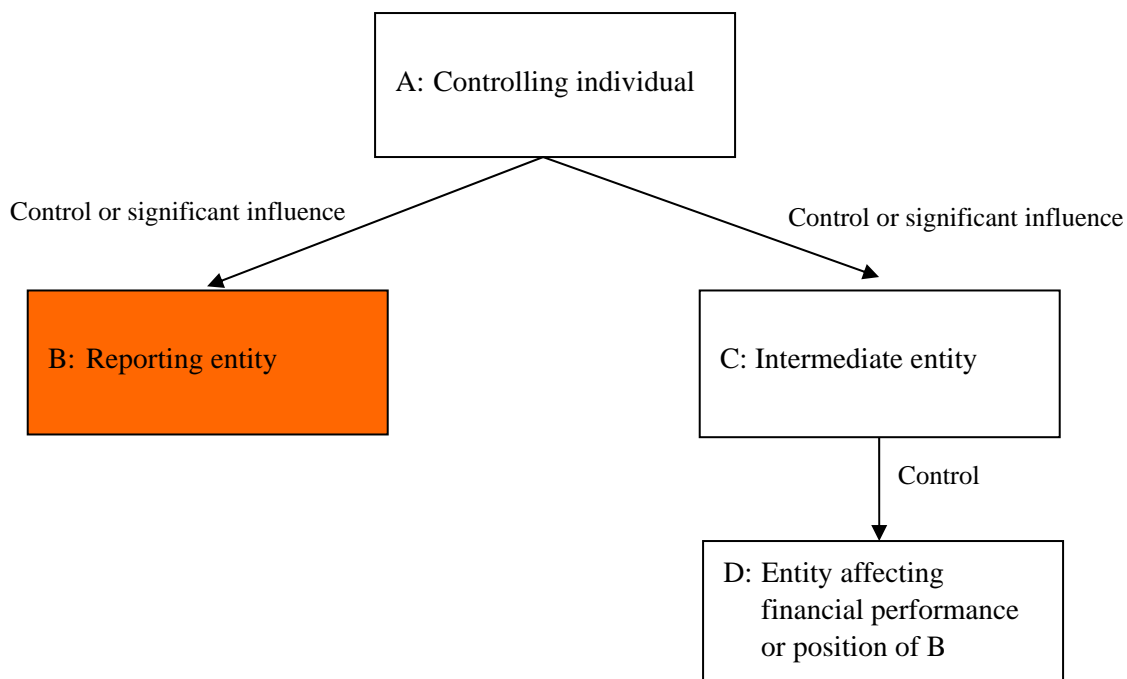 A: Controlling individual
Control or significant influence
Control or significant influence
B: Reporting entity
C: Intermediate entity
Control
D: Entity affecting
financial performance
or position of B